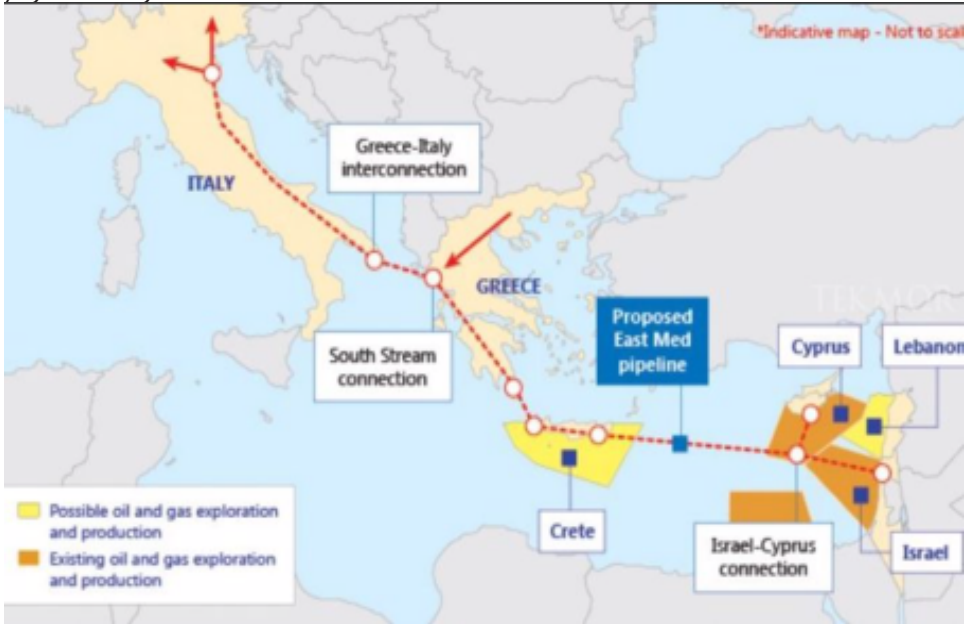 *Indicative map - Not to scal
Greece-Italy
interconnection
ITALY
GREECE
TEKMOR
Proposed
East Med
pipeline
Cyprus
Lebanon
South Stream
connection
Possible oil and gas exploration
and production
Existing oil and gas exploration
and production
Crete
Israel-Cyprus
connection
Israel